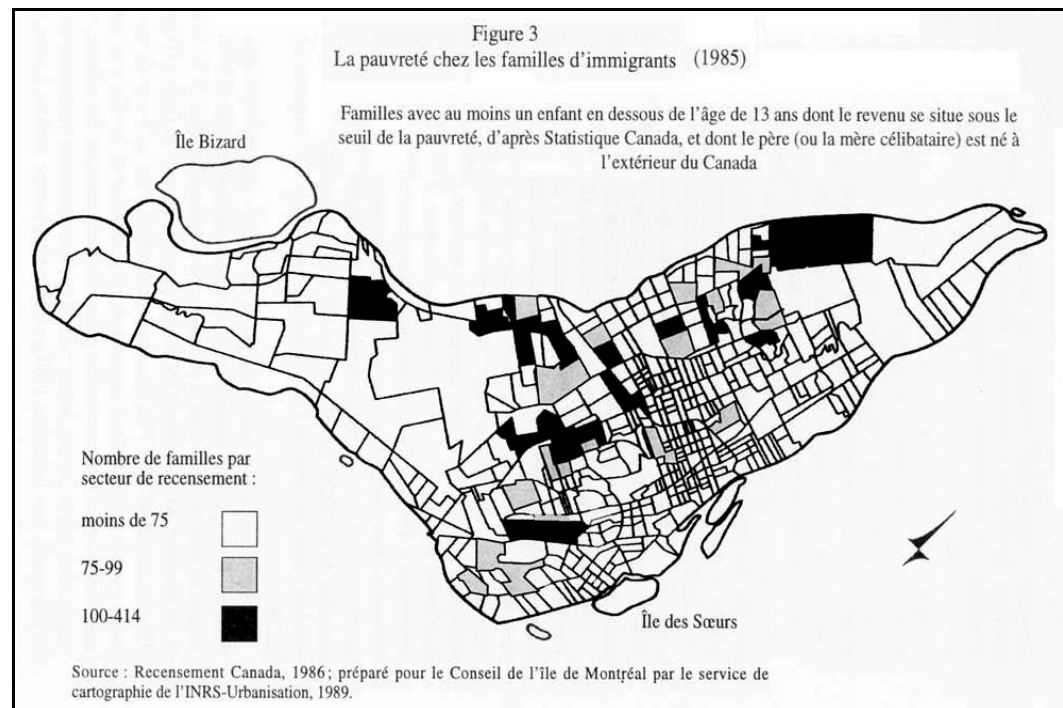 Figure 3
La pauvreté chez les familles d'immigrants (1985)
Familles avec au moins un enfant en dessous de l'âge de 13 ans dont le revenu se situe sous le
seuil de la pauvreté, d'après Statistique Canada, et dont le père (ou la mère célibataire) est né à
l'extérieur du Canada
Île Bizard
Nombre de familles par
secteur de recensement :
moins de 75
75-99
100-414
Île des Sœurs
Source : Recensement Canada, 1986 ; préparé pour le Conseil de l'île de Montréal par le service de
cartographie de l'INRS-Urbanisation, 1989.